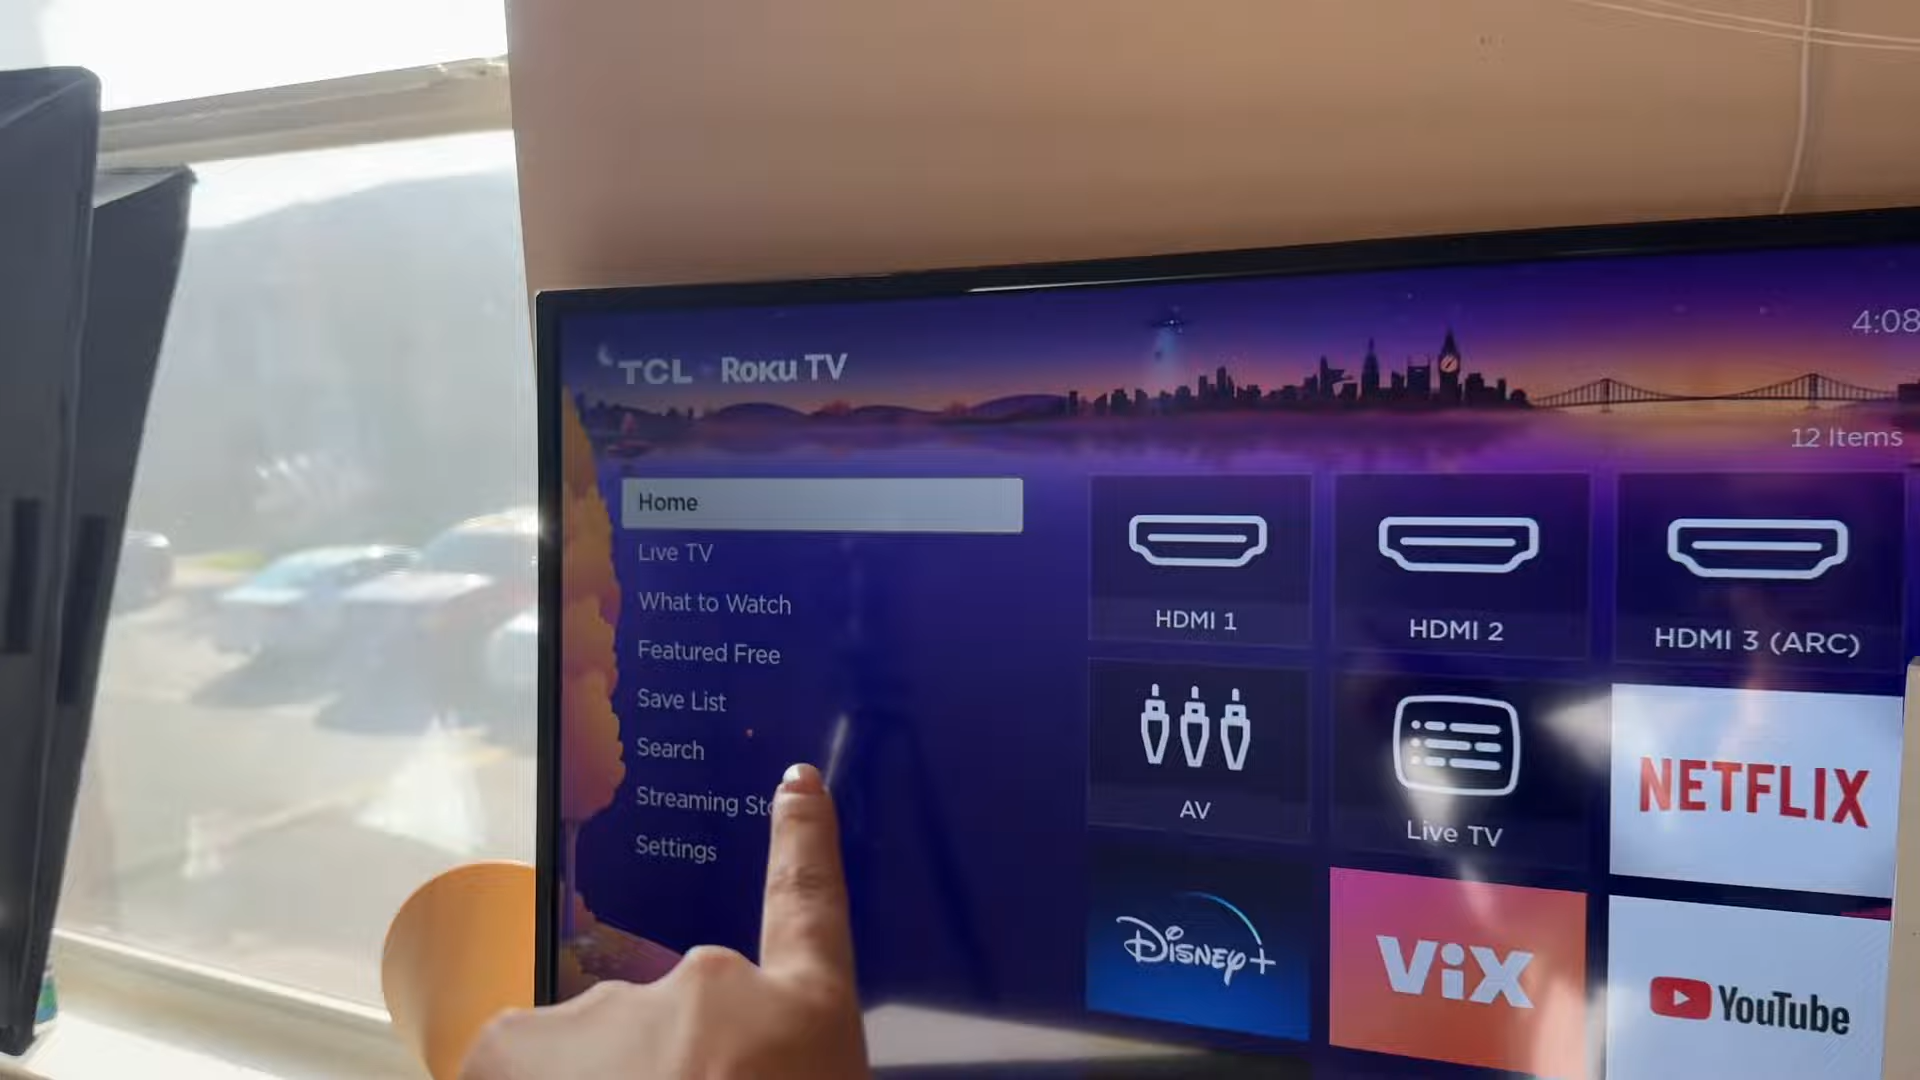 TCL Roku TV
4:08
12 Items
Home
Live TV
What to Watch
Featured Free
Save List
Search
Streaming
Settings
HDMI 1
HDMI 2
HDMI 3 (ARC)
AV
Live TV
NETFLIX
Disney+
ViX
YouTube